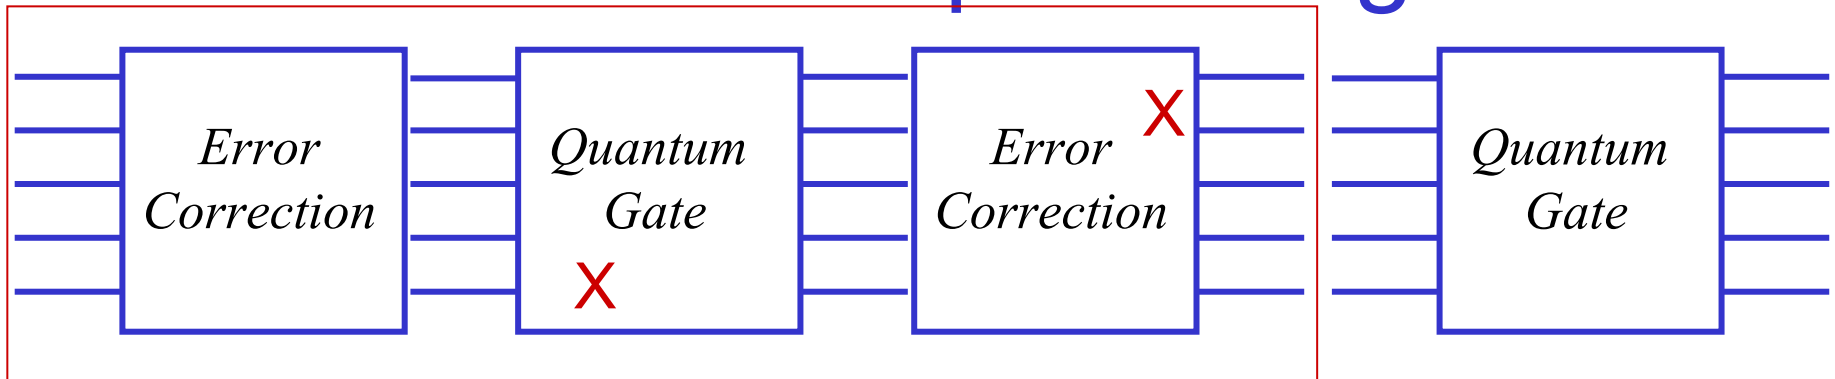 Error
Correction
Quantum
Gate
X
Error
Correction
X
Quantum
Gate